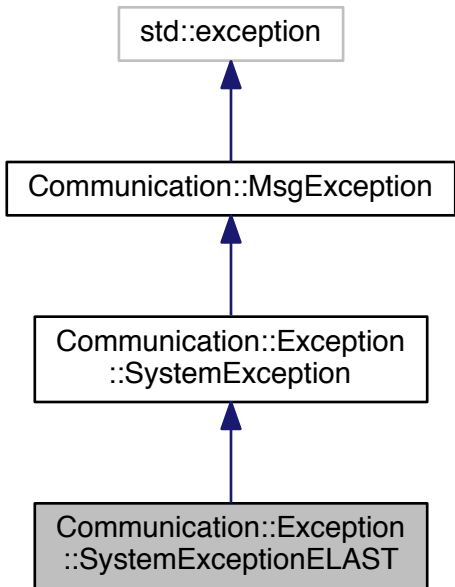 std::exception
Communication::MsgException
Communication::Exception
::SystemException
Communication::Exception
::SystemExceptionELAST